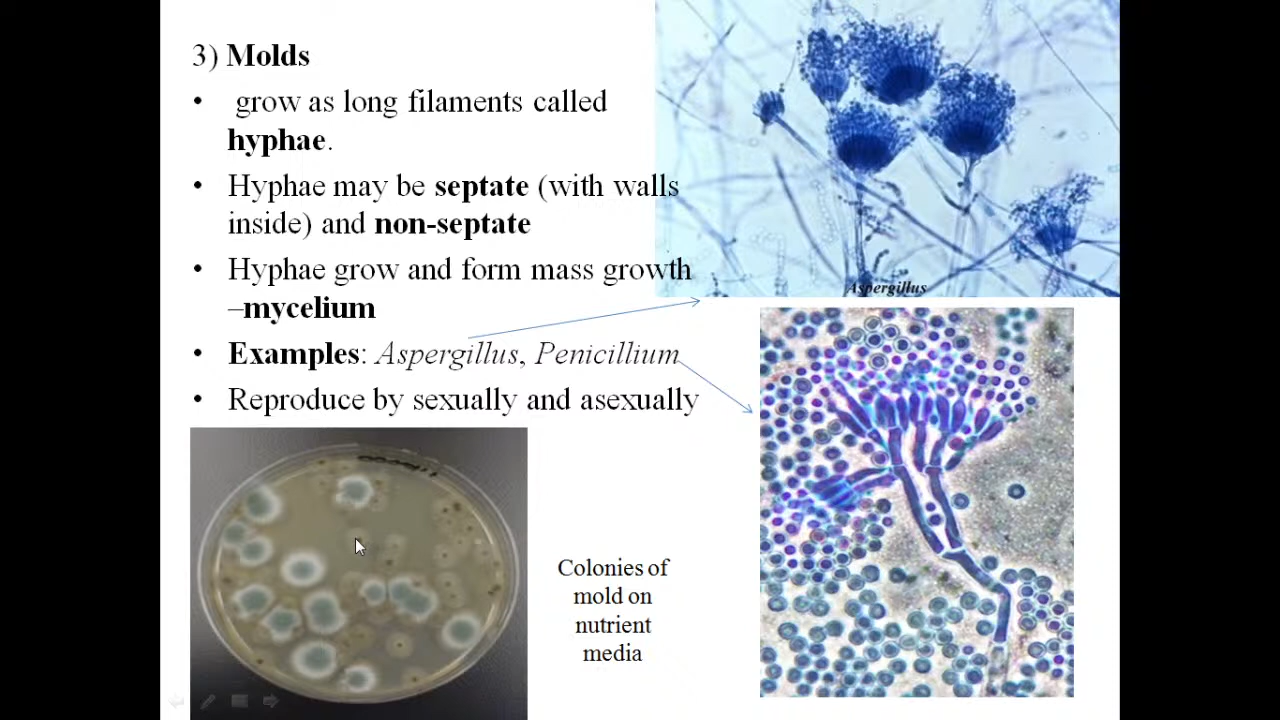 3) Molds
• grow as long filaments called
hyphae.
• Hyphae may be septate (with walls
inside) and non-septate
• Hyphae grow and form mass growth
–mycelium
• Examples: Aspergillus, Penicillium
• Reproduce by sexually and asexually
Aspergillus
Colonies of
mold on
nutrient
media